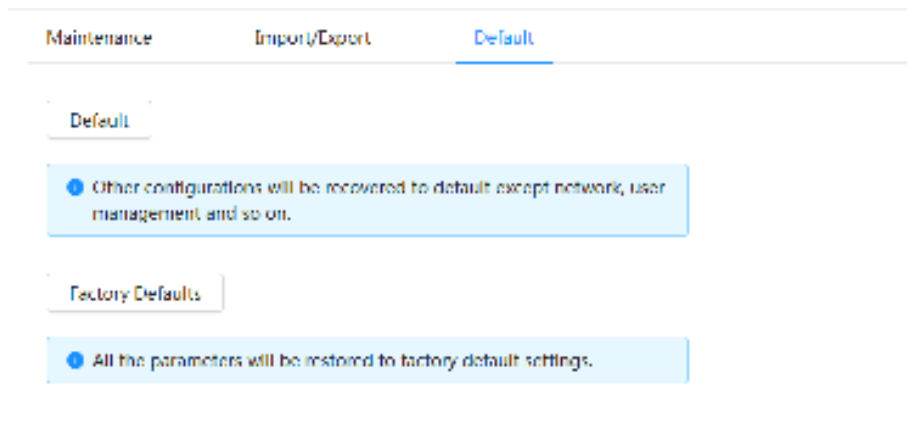 Maintenance Import/Export Default
Default
Other configurations will be recovered to default except network, user
management and so on.
Factory Defaults
All the parameters will be restored to factory default settings.